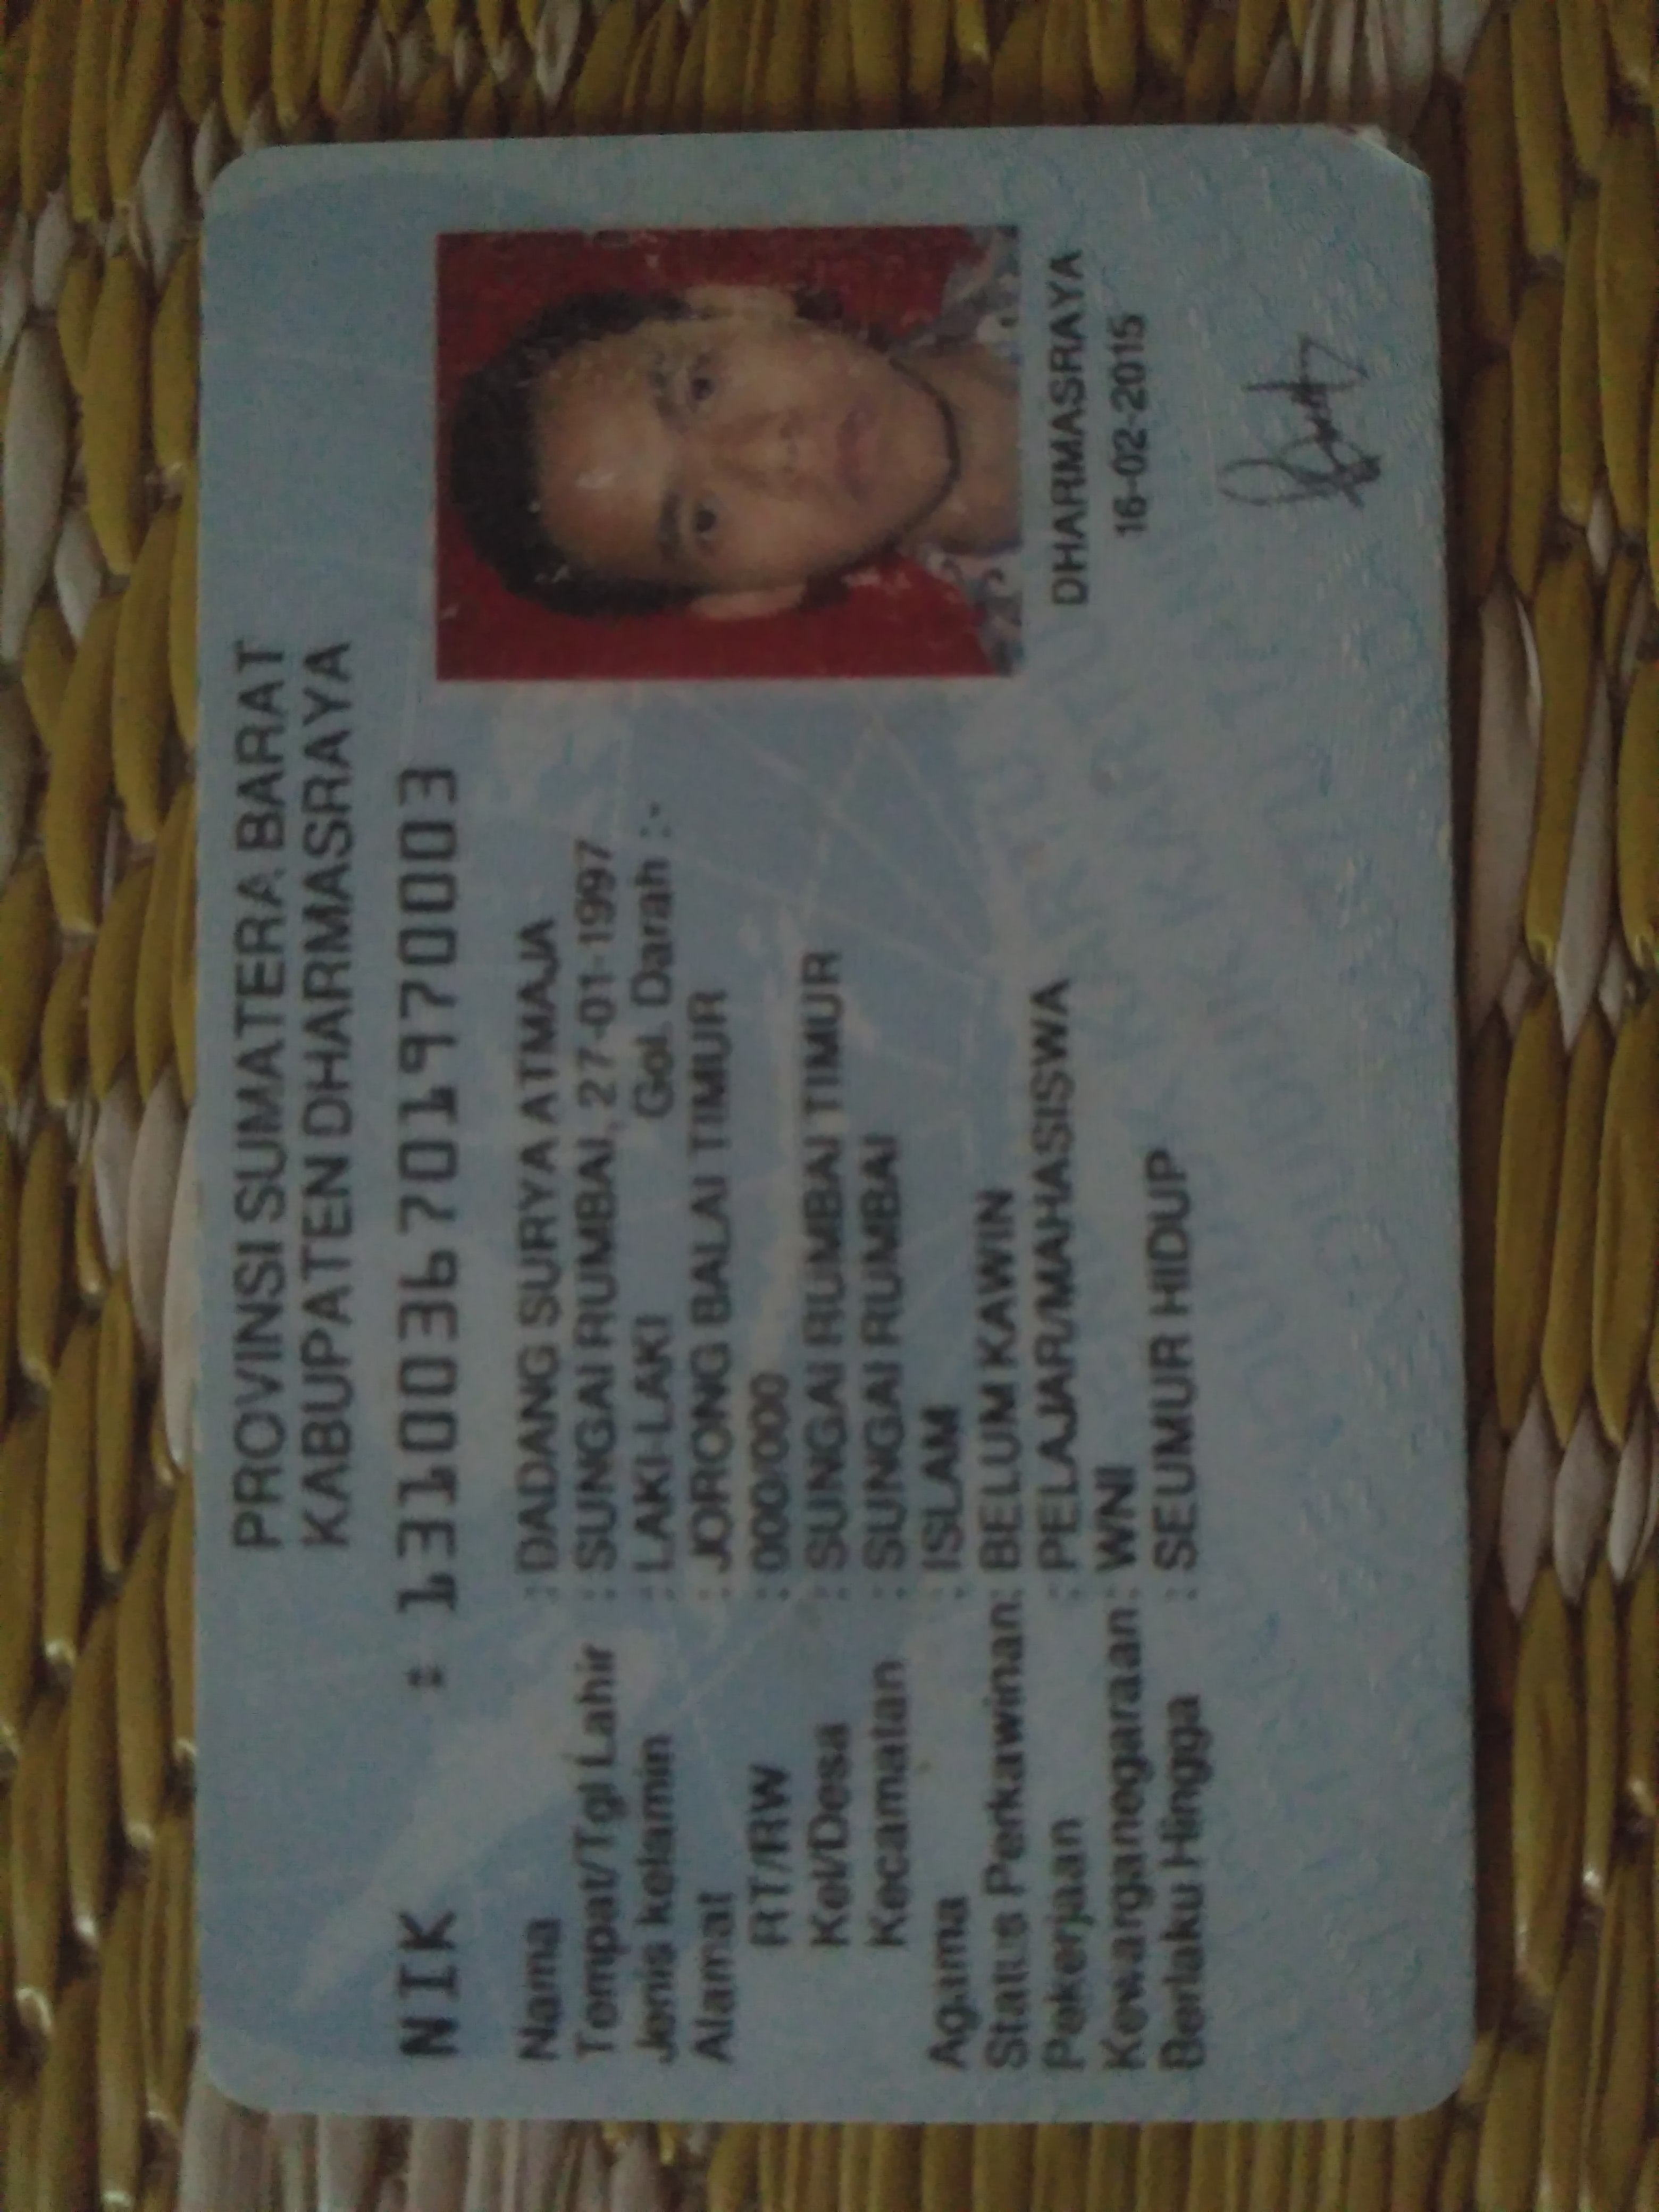 PROVINSI SUMATERA BARAT
KABUPATEN DHARMASRAYA
NIK : 1310036701970003
Nama : DADANG SURYA ATMAJA
Tempat/Tgl Lahir : SUNGAI RUMBAI, 27-01-1997
Jenis kelamin : LAKI-LAKI Gol. Darah :-
Alamat : JORONG BALAI TIMUR
RT/RW : 000/000
Kel/Desa : SUNGAI RUMBAI TIMUR
Kecamatan : SUNGAI RUMBAI
Agama : ISLAM
Status Perkawinan: BELUM KAWIN
Pekerjaan : PELAJAR/MAHASISWA
Kewarganegaraan: WNI
Berlaku Hingga : SEUMUR HIDUP
DHARMASRAYA
16-02-2015